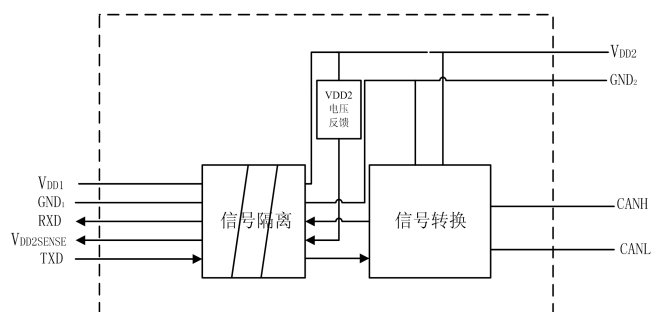 VDD2
GND2
VDD2
电压
反馈
VDD1
GND1
RXD
VDD2SENSE
TXD
信号隔离
信号转换
CANH
CANL